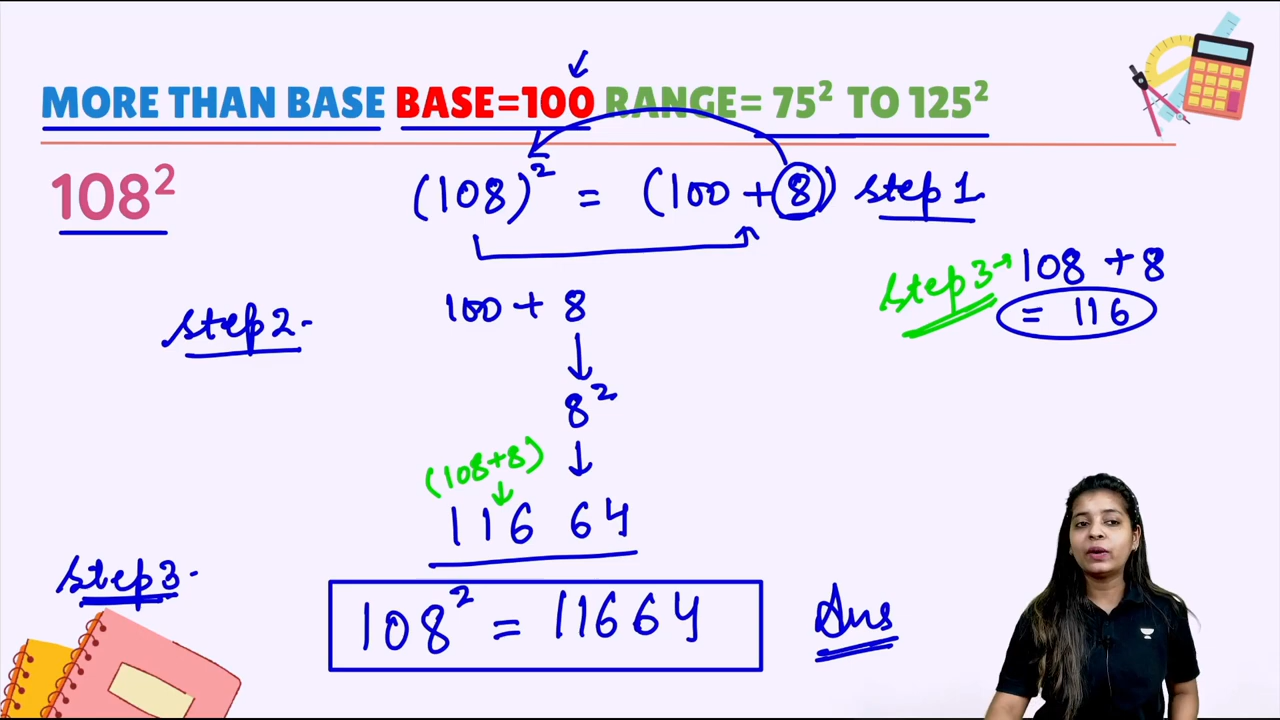 MORE THAN BASE BASE=100 RANGE= 75² TO 125²
108²
(108)² = (100 + 8) step 1
step 3 → 108 + 8
= 116
step 2.
100 + 8
8²
(108+8)
116 64
step 3.
108² = 11664 Ans